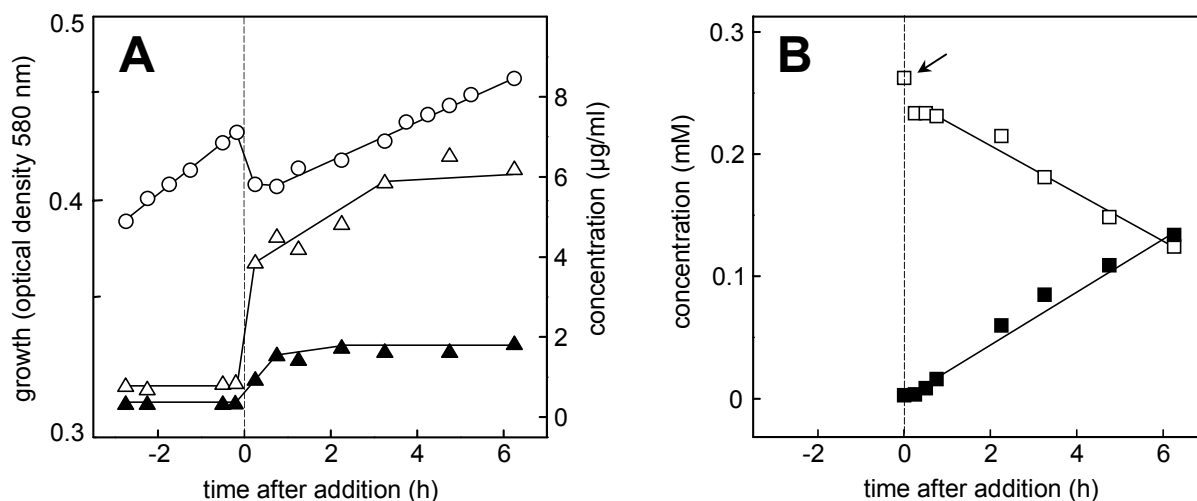 A
growth (optical density 580 nm)
0.5
0.4
0.3
concentration (µg/ml)
8
6
4
2
0
-2 0 2 4 6
time after addition (h)
B
concentration (mM)
0.3
0.2
0.1
0
-2 0 2 4 6
time after addition (h)